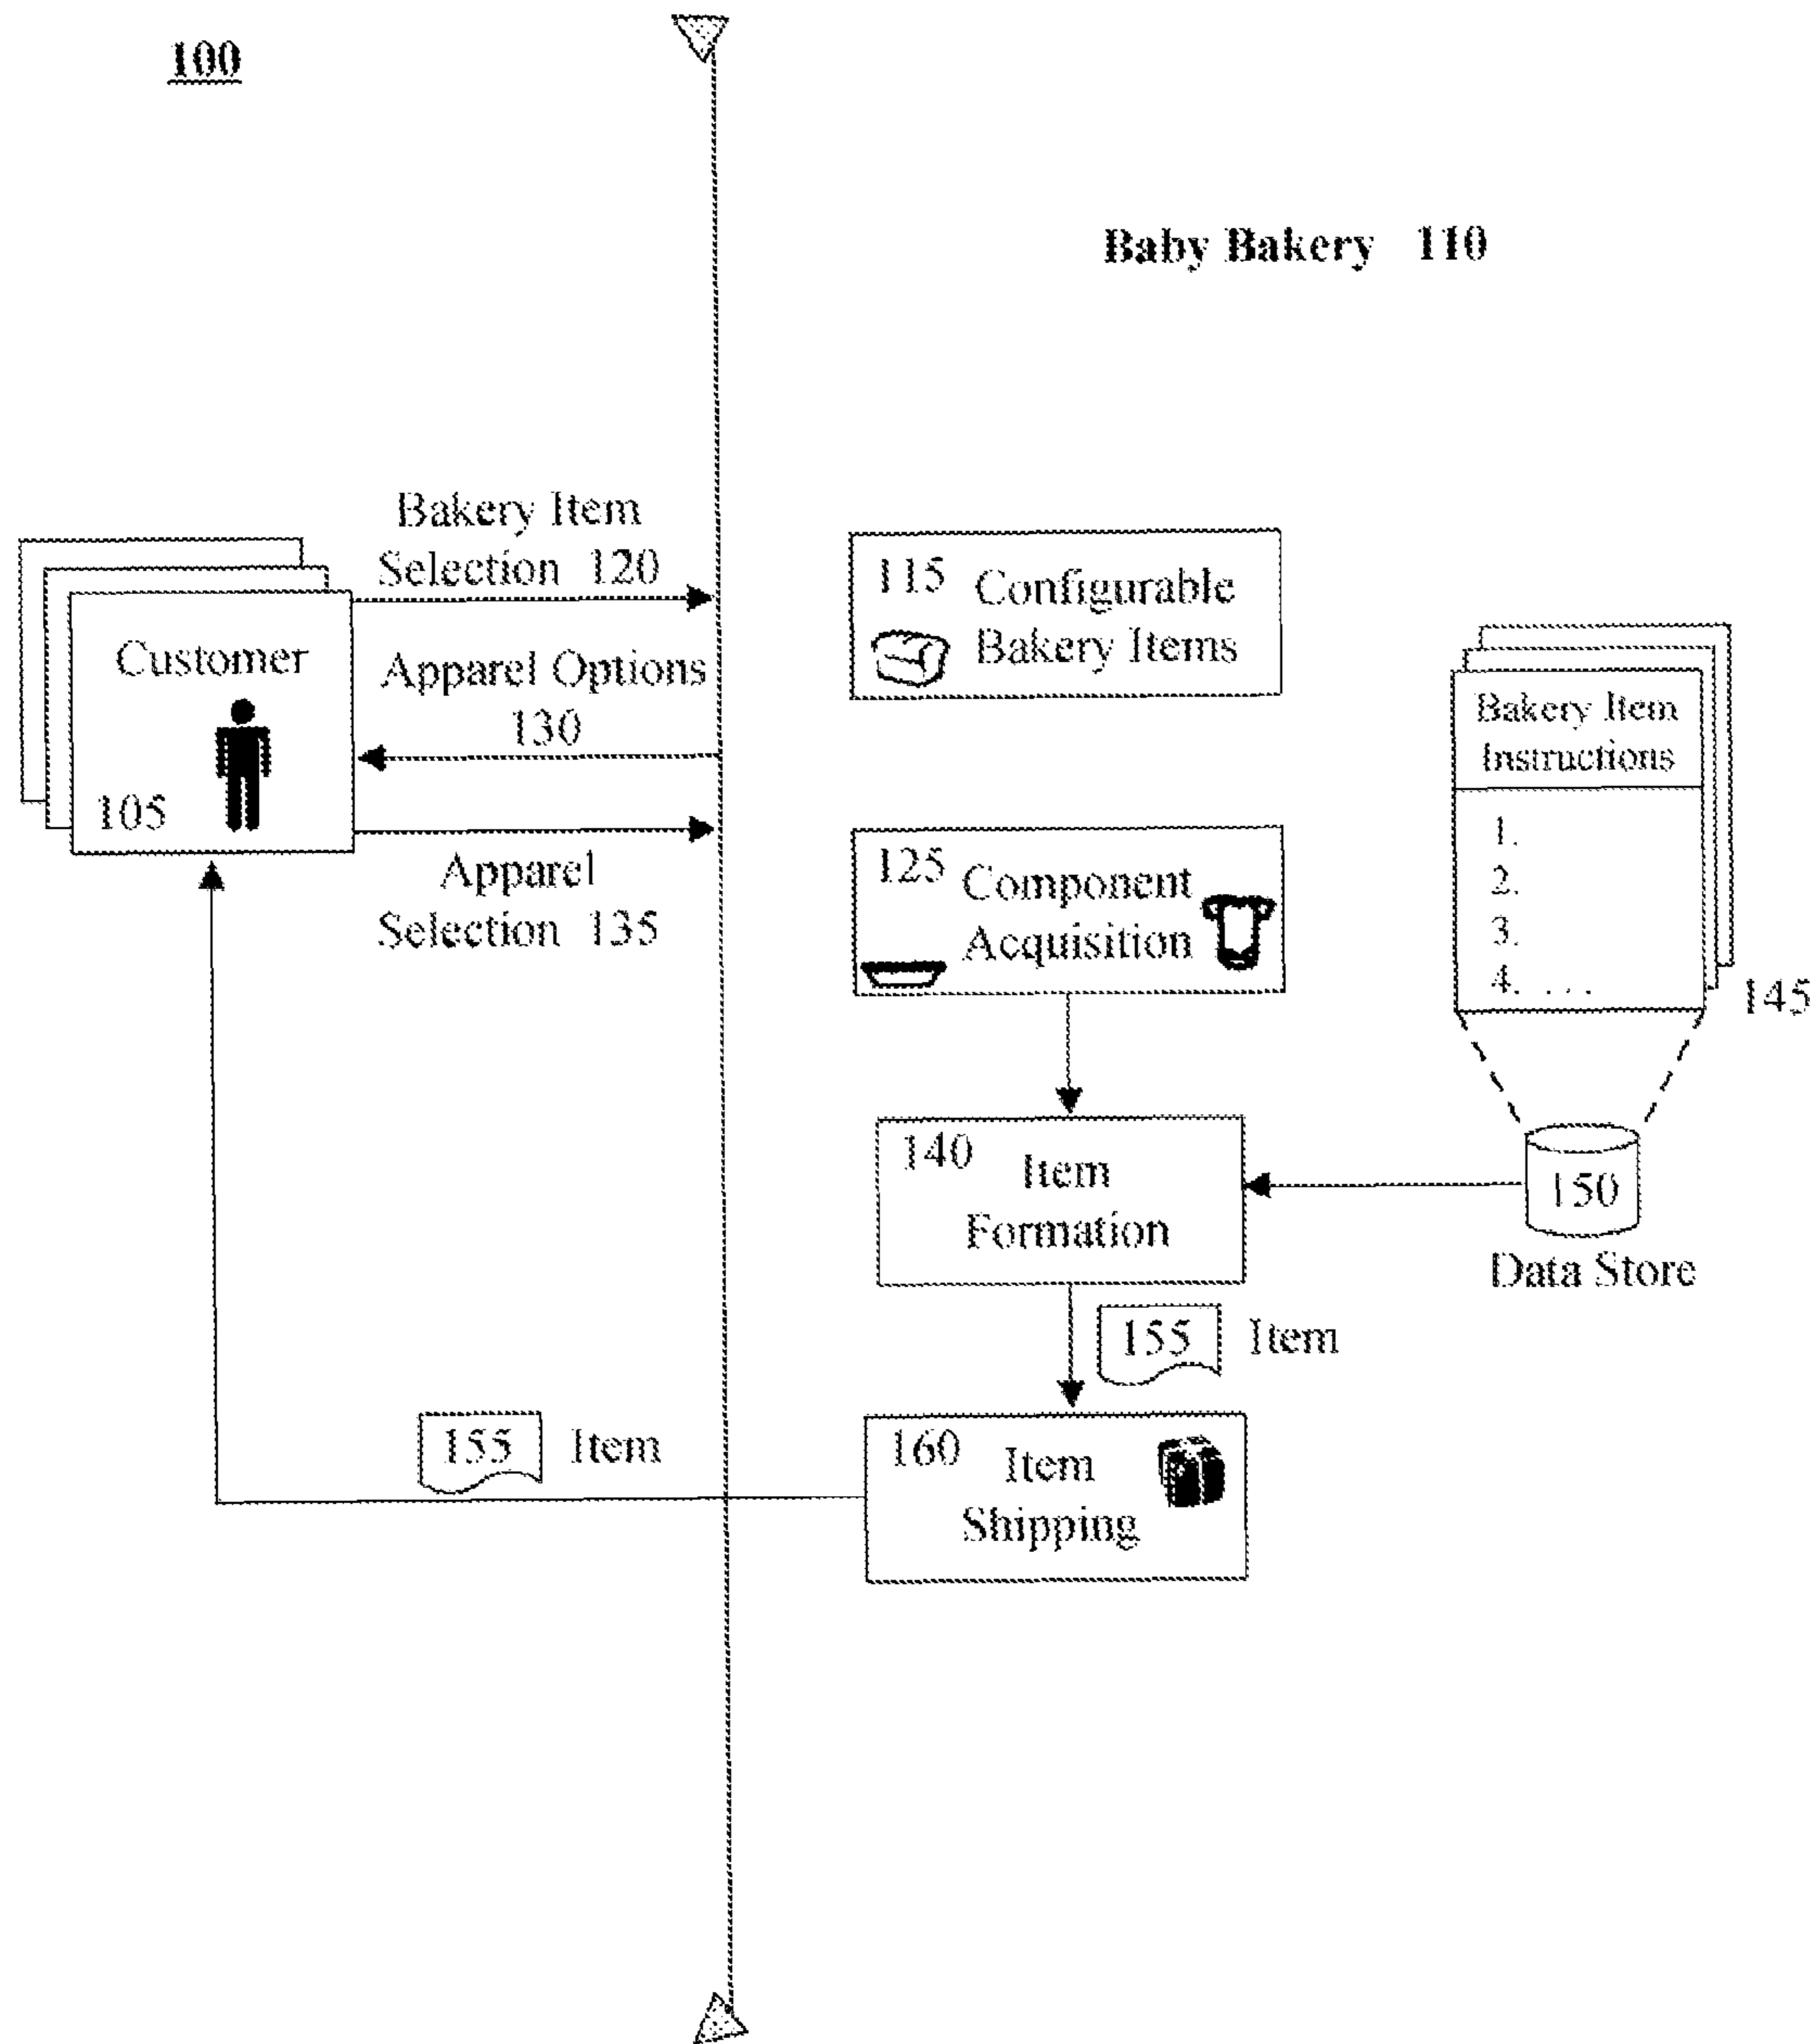 100
Baby Bakery 110
Bakery Item
Selection 120
Customer
105
Apparel Options
130
Apparel
Selection 135
115 Configurable
Bakery Items
125 Component
Acquisition
Bakery Item
Instructions
1.
2.
3.
4. . . .
145
140 Item
Formation
150
Data Store
155 Item
155 Item
160 Item
Shipping